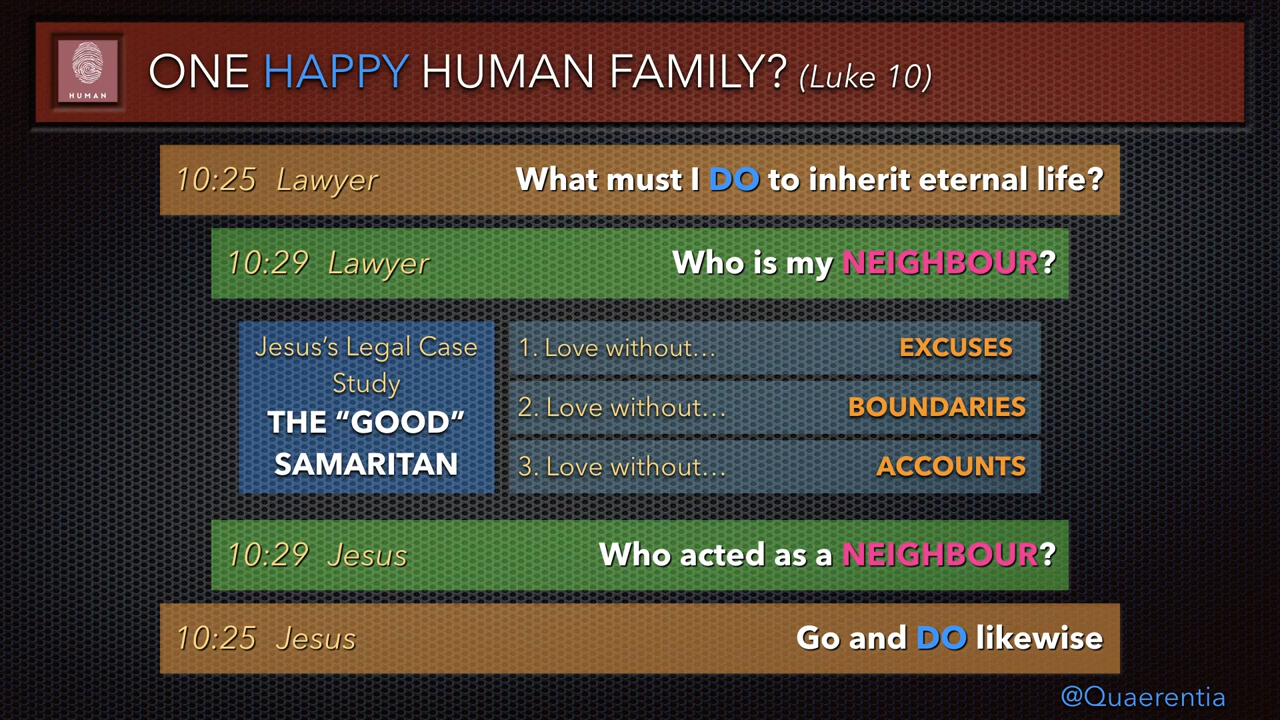 HUMAN
ONE HAPPY HUMAN FAMILY? (Luke 10)
10:25 Lawyer What must I DO to inherit eternal life?
10:29 Lawyer Who is my NEIGHBOUR?
Jesus’s Legal Case
Study
THE “GOOD”
SAMARITAN
1. Love without… EXCUSES
2. Love without… BOUNDARIES
3. Love without… ACCOUNTS
10:29 Jesus Who acted as a NEIGHBOUR?
10:25 Jesus Go and DO likewise
@Quaerentia